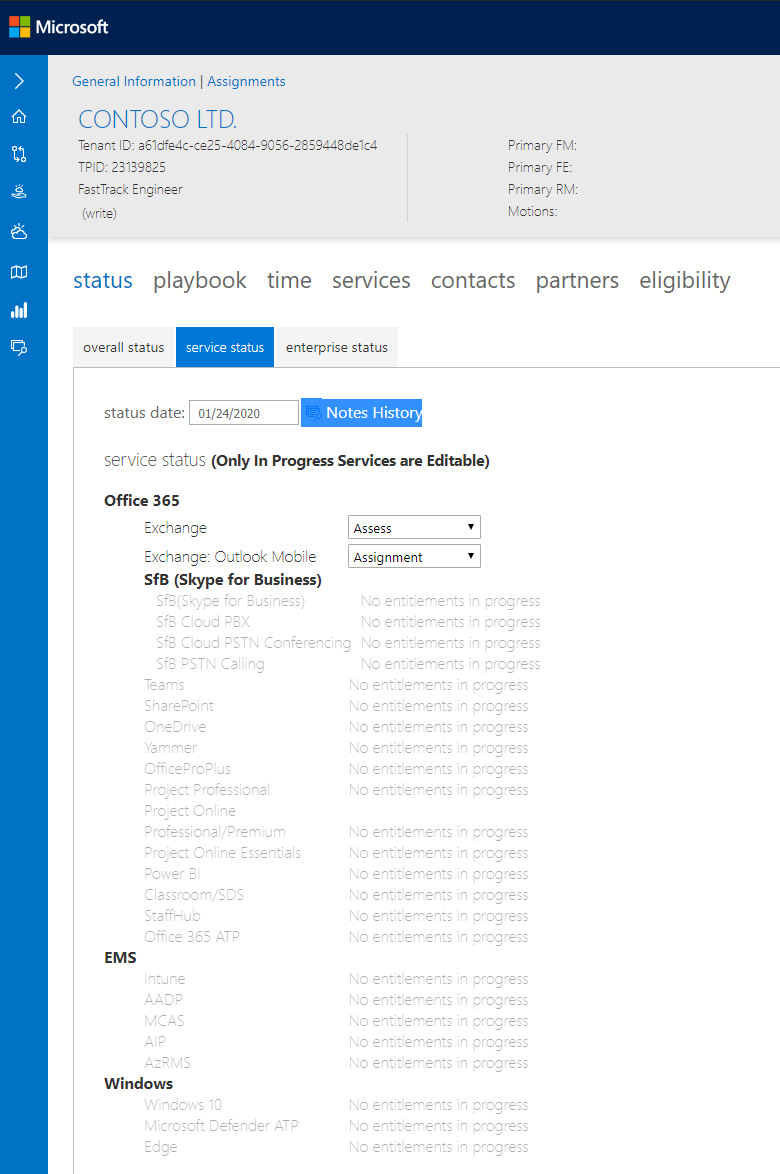 Microsoft
General Information | Assignments
CONTOSO LTD.
Tenant ID: a61dfe4c-ce25-4084-9056-2859448de1c4
TPID: 23139825
FastTrack Engineer
(write)
Primary FM:
Primary FE:
Primary RM:
Motions:
status playbook time services contacts partners eligibility
overall status service status enterprise status
status date: 01/24/2020 Notes History
service status (Only In Progress Services are Editable)
Office 365
Exchange Assess
Exchange: Outlook Mobile Assignment
SfB (Skype for Business)
SfB(Skype for Business) No entitlements in progress
SfB Cloud PBX No entitlements in progress
SfB Cloud PSTN Conferencing No entitlements in progress
SfB PSTN Calling No entitlements in progress
Teams No entitlements in progress
SharePoint No entitlements in progress
OneDrive No entitlements in progress
Yammer No entitlements in progress
OfficeProPlus No entitlements in progress
Project Professional No entitlements in progress
Project Online
Professional/Premium No entitlements in progress
Project Online Essentials No entitlements in progress
Power BI No entitlements in progress
Classroom/SDS No entitlements in progress
StaffHub No entitlements in progress
Office 365 ATP No entitlements in progress
EMS
Intune No entitlements in progress
AADP No entitlements in progress
MCAS No entitlements in progress
AIP No entitlements in progress
AzRMS No entitlements in progress
Windows
Windows 10 No entitlements in progress
Microsoft Defender ATP No entitlements in progress
Edge No entitlements in progress